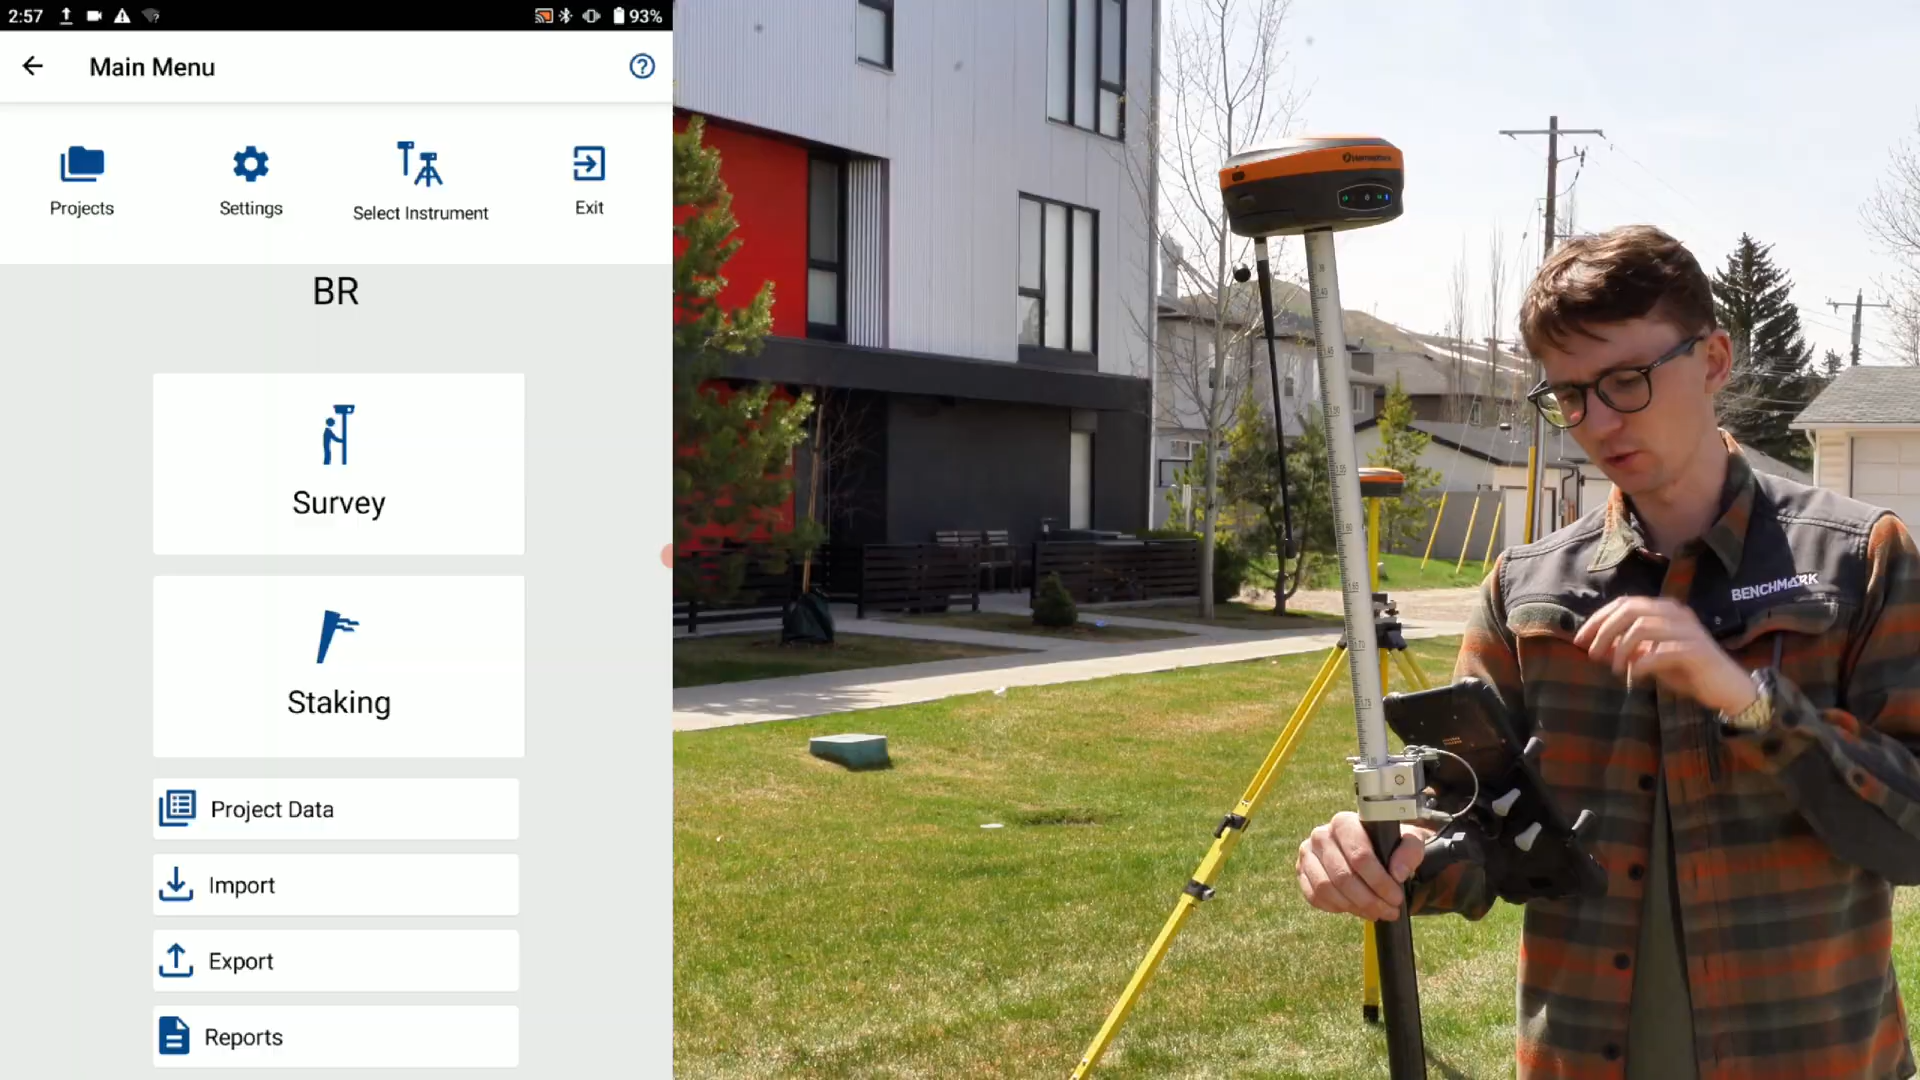 2:57
93%
Main Menu
Projects
Settings
Select Instrument
Exit
BR
Survey
Staking
Project Data
Import
Export
Reports
BENCHMARK